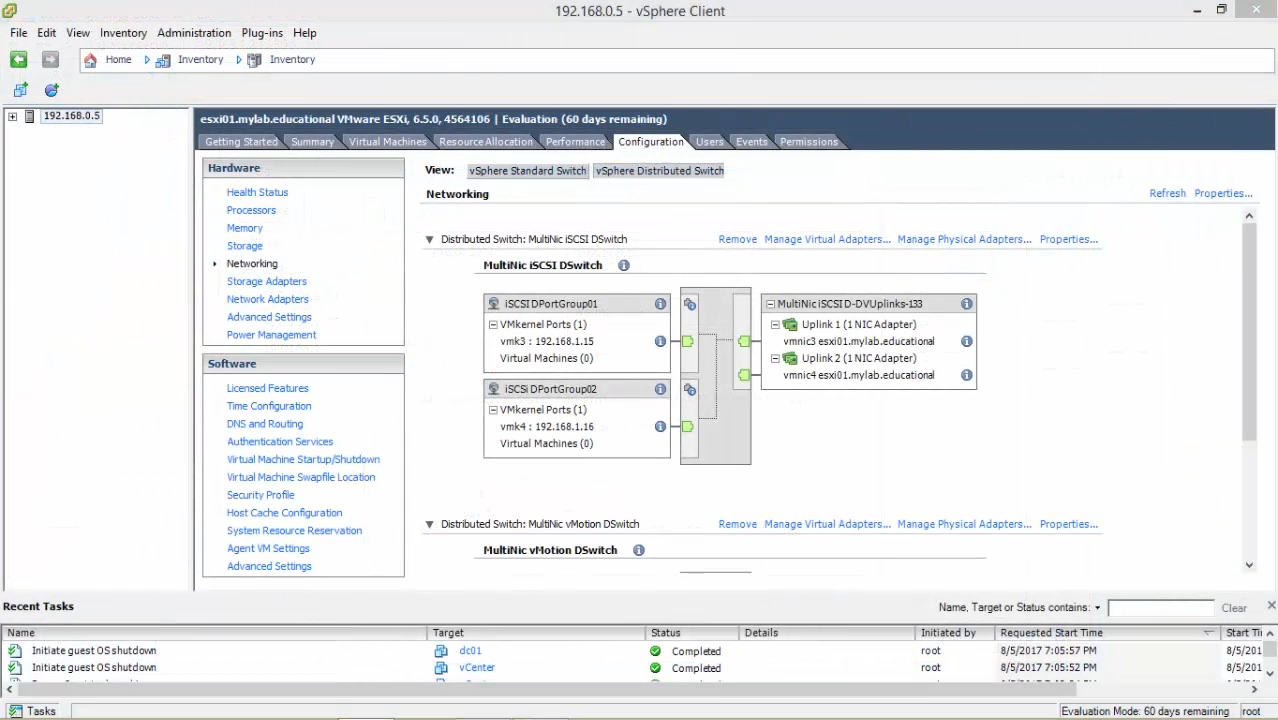 192.168.0.5 - vSphere Client
File Edit View Inventory Administration Plug-ins Help
Home Inventory Inventory
192.168.0.5
esxi01.mylab.educational VMware ESXi, 6.5.0, 4564106 | Evaluation (60 days remaining)
Getting Started Summary Virtual Machines Resource Allocation Performance Configuration Users Events Permissions
Hardware
Health Status
Processors
Memory
Storage
Networking
Storage Adapters
Network Adapters
Advanced Settings
Power Management
Software
Licensed Features
Time Configuration
DNS and Routing
Authentication Services
Virtual Machine Startup/Shutdown
Virtual Machine Swapfile Location
Security Profile
Host Cache Configuration
System Resource Reservation
Agent VM Settings
Advanced Settings
View: vSphere Standard Switch vSphere Distributed Switch
Networking
Refresh Properties...
Distributed Switch: MultiNic iSCSI DSwitch Remove Manage Virtual Adapters... Manage Physical Adapters... Properties...
MultiNic iSCSI DSwitch
iSCSI DPortGroup01
VMkernel Ports (1)
vmk3 : 192.168.1.15
Virtual Machines (0)
iSCSi DPortGroup02
VMkernel Ports (1)
vmk4 : 192.168.1.16
Virtual Machines (0)
MultiNic iSCSI D-DVUplinks-133
Uplink 1 (1 NIC Adapter)
vmnic3 esxi01.mylab.educational
Uplink 2 (1 NIC Adapter)
vmnic4 esxi01.mylab.educational
Distributed Switch: MultiNic vMotion DSwitch Remove Manage Virtual Adapters... Manage Physical Adapters... Properties...
MultiNic vMotion DSwitch
Recent Tasks
Name, Target or Status contains: Clear
Name Target Status Details Initiated by Requested Start Time Start Ti
Initiate guest OS shutdown dc01 Completed root 8/5/2017 7:05:57 PM 8/5/201
Initiate guest OS shutdown vCenter Completed root 8/5/2017 7:05:52 PM 8/5/201
Tasks
Evaluation Mode: 60 days remaining root